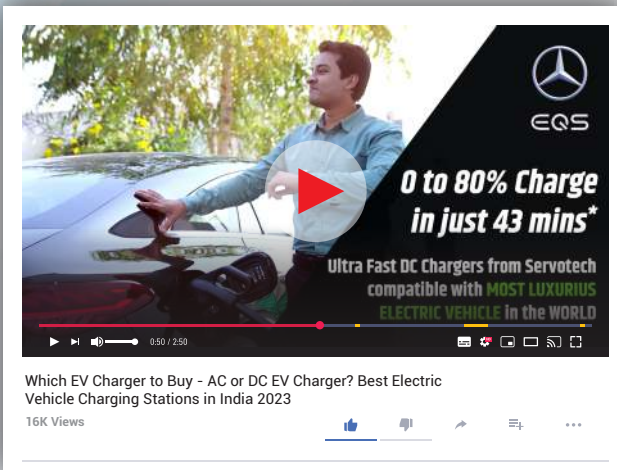 EQS
0 to 80% Charge
in just 43 mins*
Ultra Fast DC Chargers from Servotech
compatible with MOST LUXURIUS
ELECTRIC VEHICLE in the WORLD
0:50 / 2:50
Which EV Charger to Buy - AC or DC EV Charger? Best Electric
Vehicle Charging Stations in India 2023
16K Views